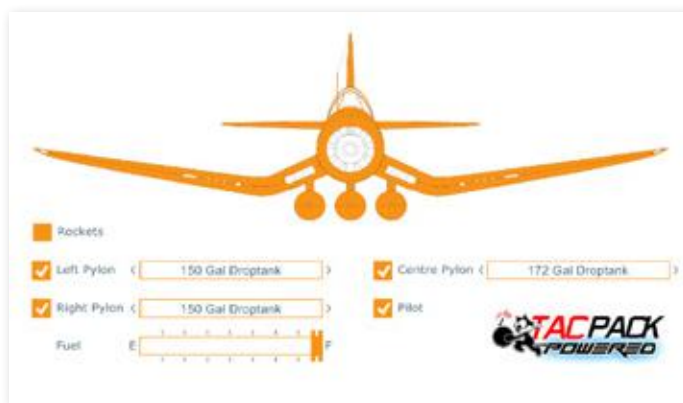 Rockets
Left Pylon < 150 Gal Droptank >
Centre Pylon < 172 Gal Droptank >
Right Pylon < 150 Gal Droptank >
Pilot
Fuel E F
TACPACK
POWERED